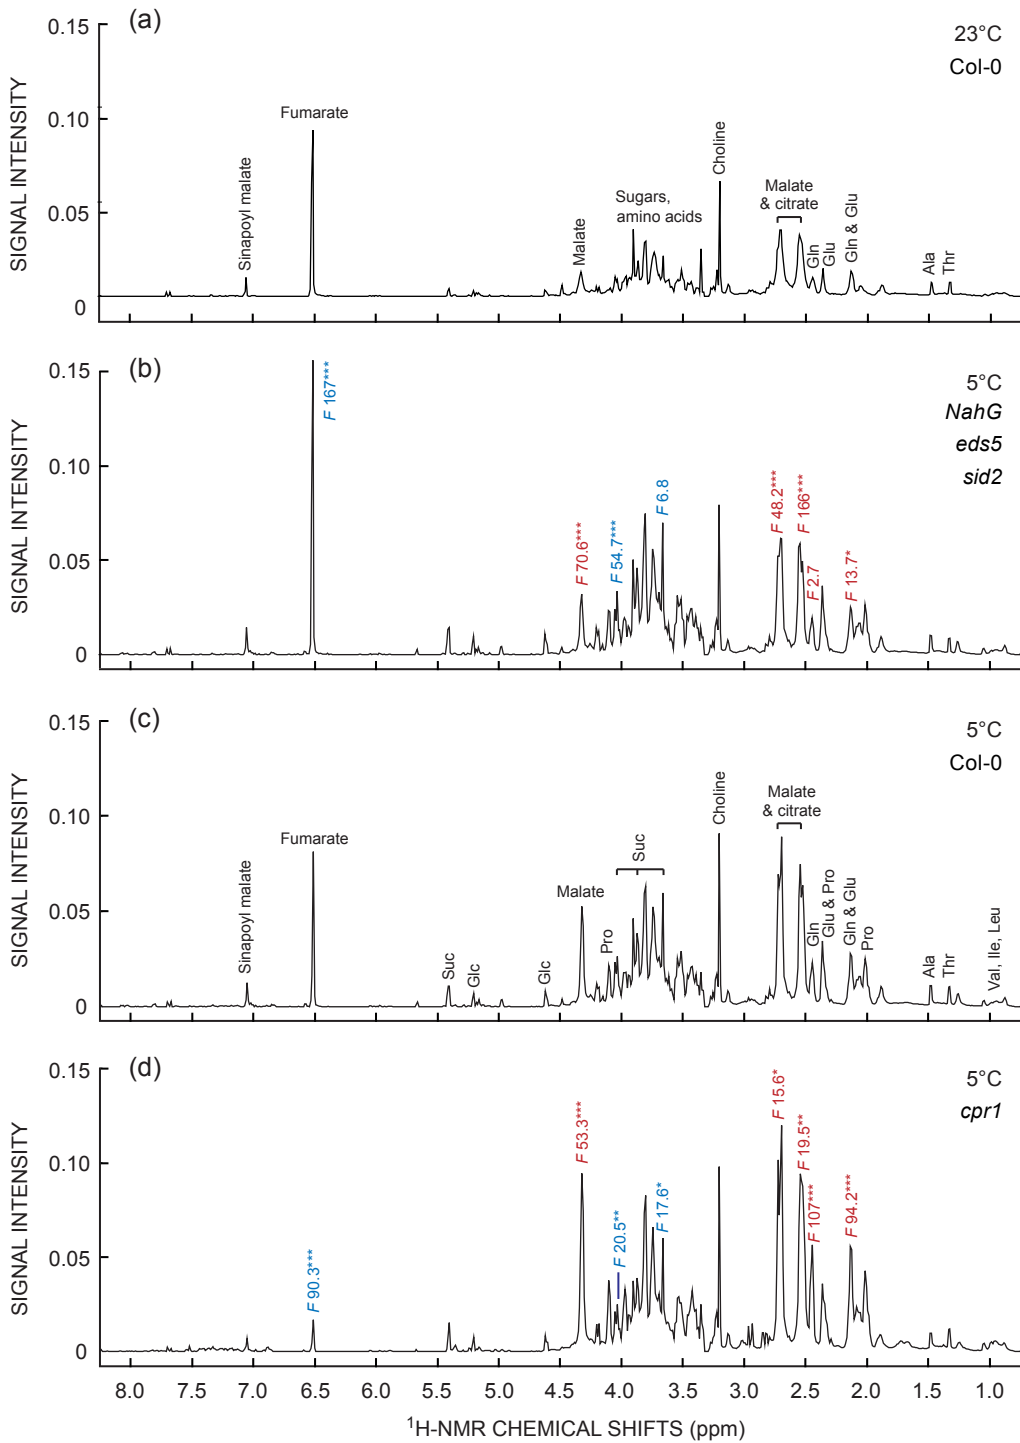 (a)
23°C
Col-0
SIGNAL INTENSITY
0.15
0.10
0.05
0
Sinapoyl malate
Fumarate
Malate
Sugars,
amino acids
Choline
Malate
& citrate
Gln
Glu
Gln & Glu
Ala
Thr
(b)
5°C
NahG
eds5
sid2
SIGNAL INTENSITY
0.15
0.10
0.05
0
F 167***
F 70.6***
F 54.7***
F 6.8
F 48.2***
F 166***
F 2.7
F 13.7*
(c)
5°C
Col-0
SIGNAL INTENSITY
0.15
0.10
0.05
0
Sinapoyl malate
Fumarate
Suc
Glc
Glc
Malate
Pro
Suc
Choline
Malate
& citrate
Gln
Glu & Pro
Gln & Glu
Pro
Ala
Thr
Val, Ile, Leu
(d)
5°C
cpr1
SIGNAL INTENSITY
0.15
0.10
0.05
0
F 90.3***
F 53.3***
F 20.5**
F 17.6*
F 15.6*
F 19.5**
F 107***
F 94.2***
8.0 7.5 7.0 6.5 6.0 5.5 5.0 4.5 4.0 3.5 3.0 2.5 2.0 1.5 1.0
¹H-NMR CHEMICAL SHIFTS (ppm)